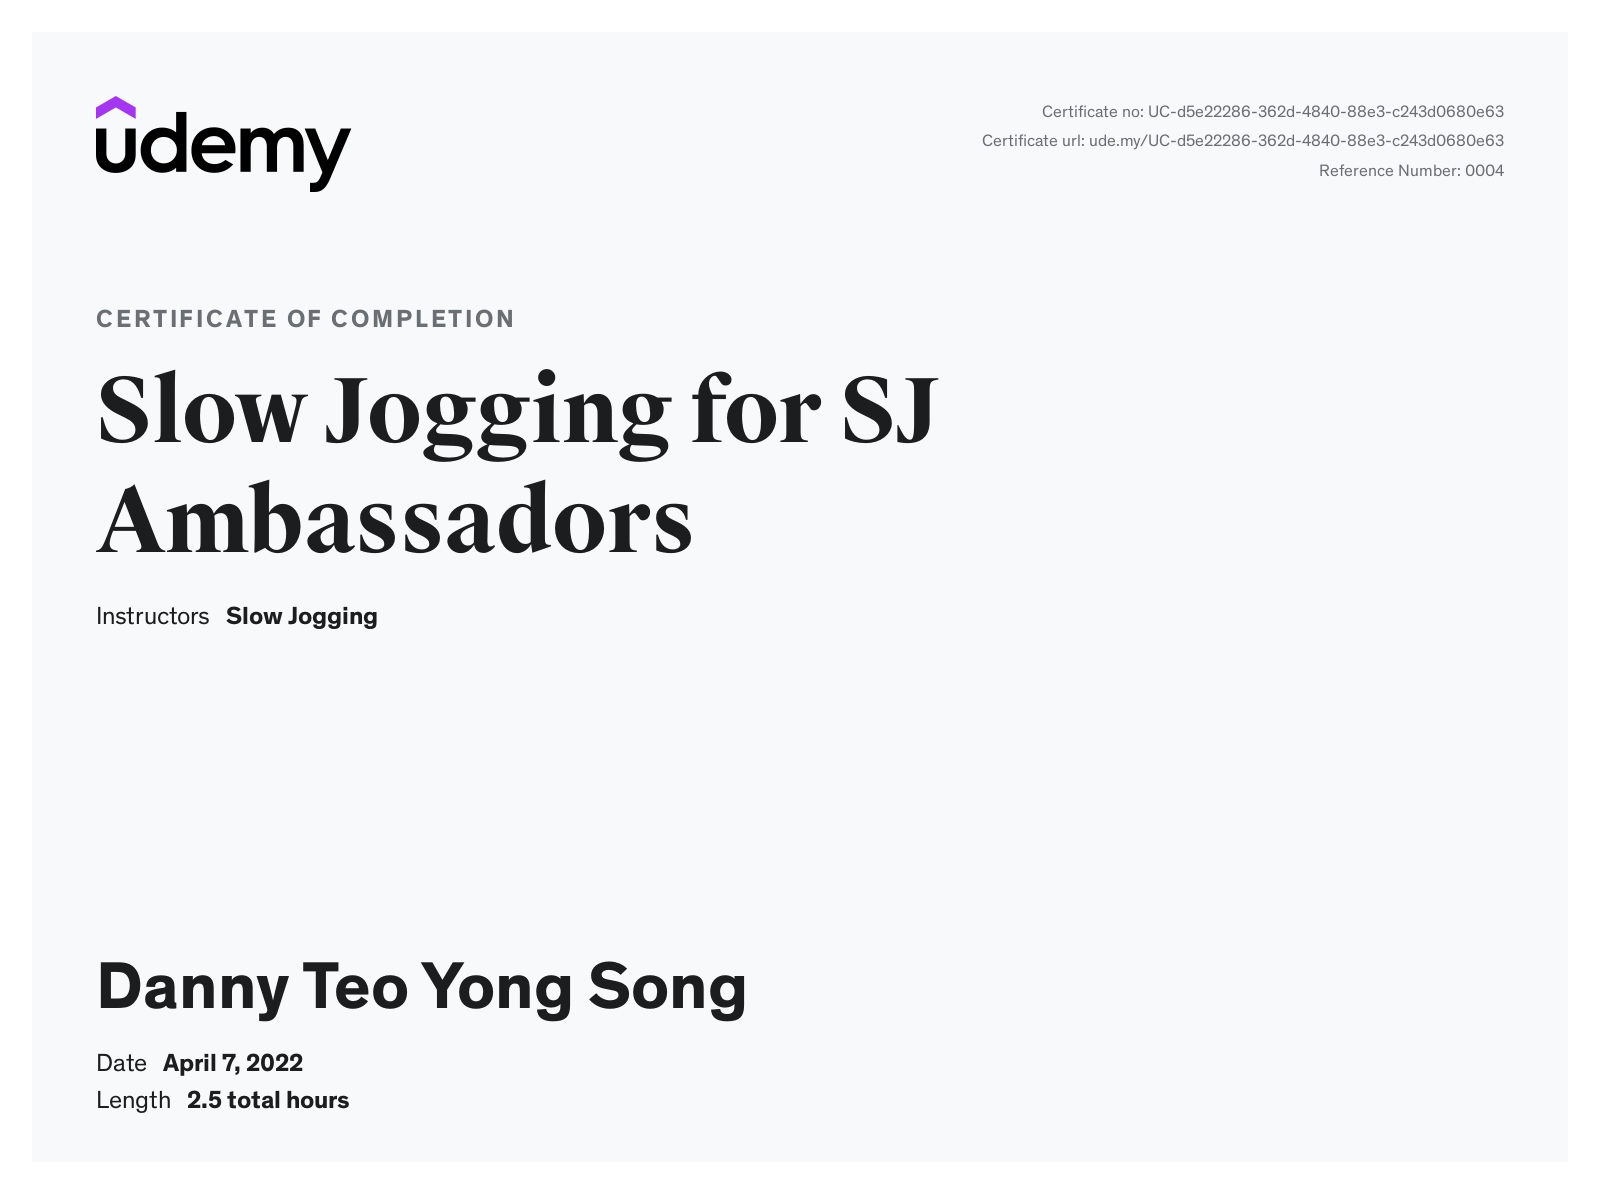 udemy
Certificate no: UC-d5e22286-362d-4840-88e3-c243d0680e63
Certificate url: ude.my/UC-d5e22286-362d-4840-88e3-c243d0680e63
Reference Number: 0004
CERTIFICATE OF COMPLETION
Slow Jogging for SJ
Ambassadors
Instructors Slow Jogging
Danny Teo Yong Song
Date April 7, 2022
Length 2.5 total hours